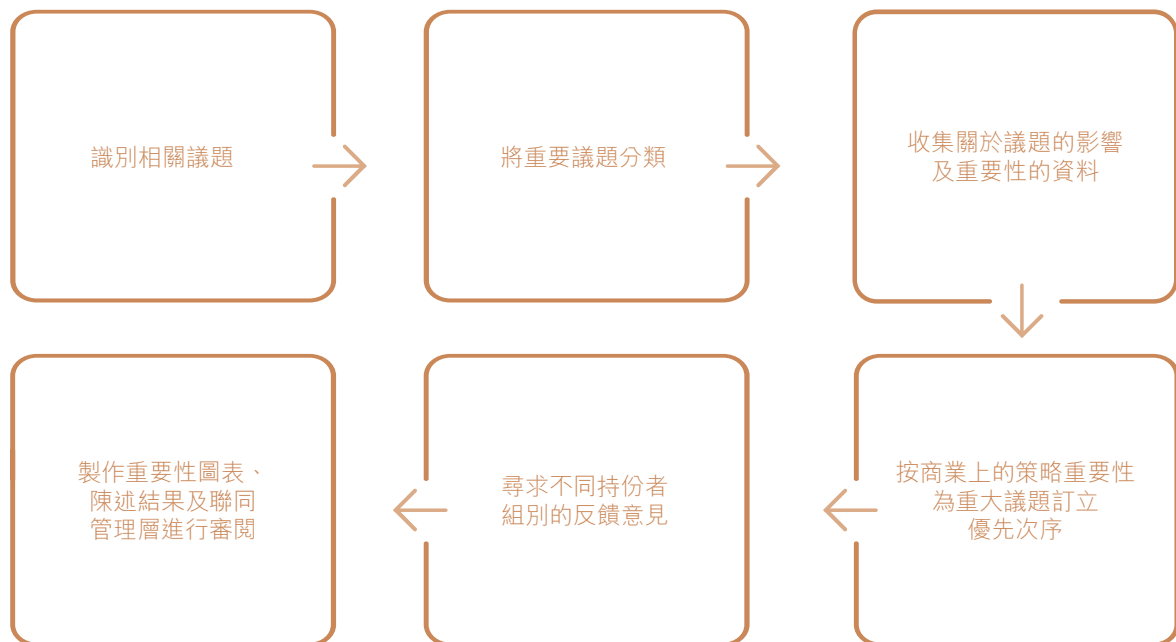 識別相關議題
將重要議題分類
收集關於議題的影響
及重要性的資料
按商業上的策略重要性
為重大議題訂立
優先次序
尋求不同持份者
組別的反饋意見
製作重要性圖表、
陳述結果及聯同
管理層進行審閱